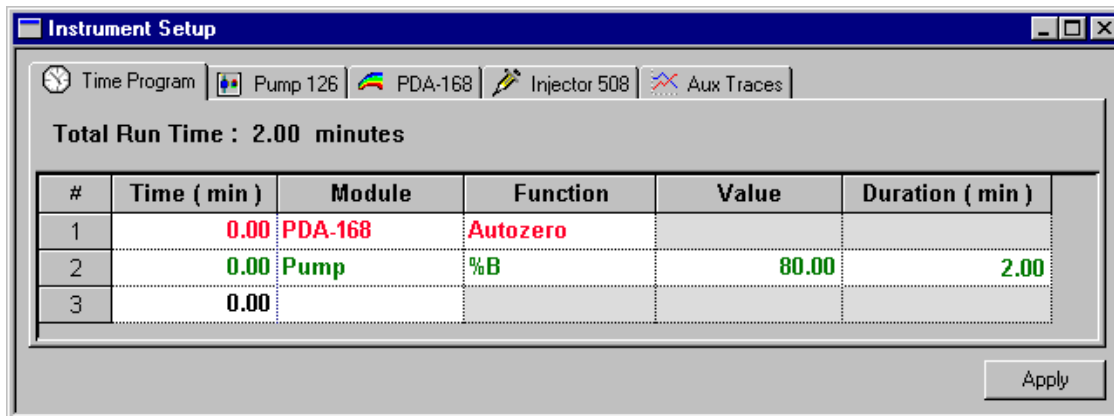 Instrument Setup
Time Program Pump 126 PDA-168 Injector 508 Aux Traces
Total Run Time : 2.00 minutes
# Time ( min ) Module Function Value Duration ( min )
1 0.00 PDA-168 Autozero
2 0.00 Pump %B 80.00 2.00
3 0.00
Apply